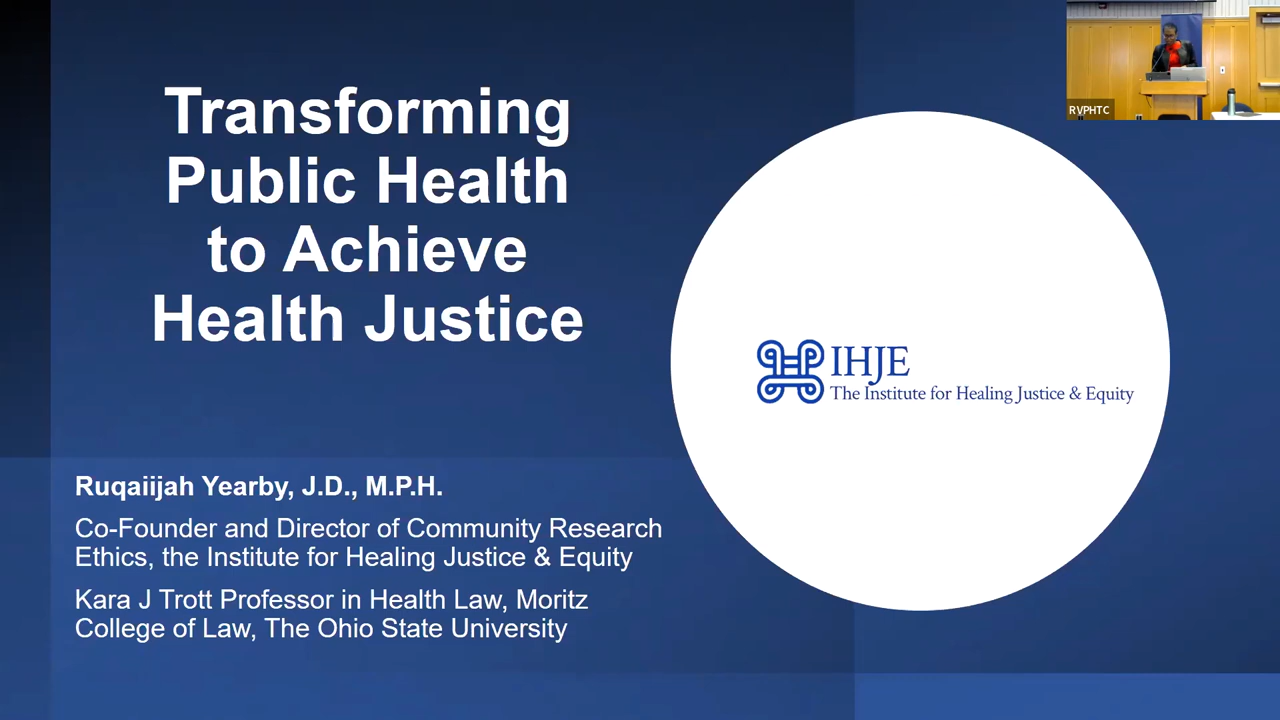 Transforming
Public Health
to Achieve
Health Justice
Ruqaiijah Yearby, J.D., M.P.H.
Co-Founder and Director of Community Research
Ethics, the Institute for Healing Justice & Equity
Kara J Trott Professor in Health Law, Moritz
College of Law, The Ohio State University
IHJE
The Institute for Healing Justice & Equity
RVPHTC